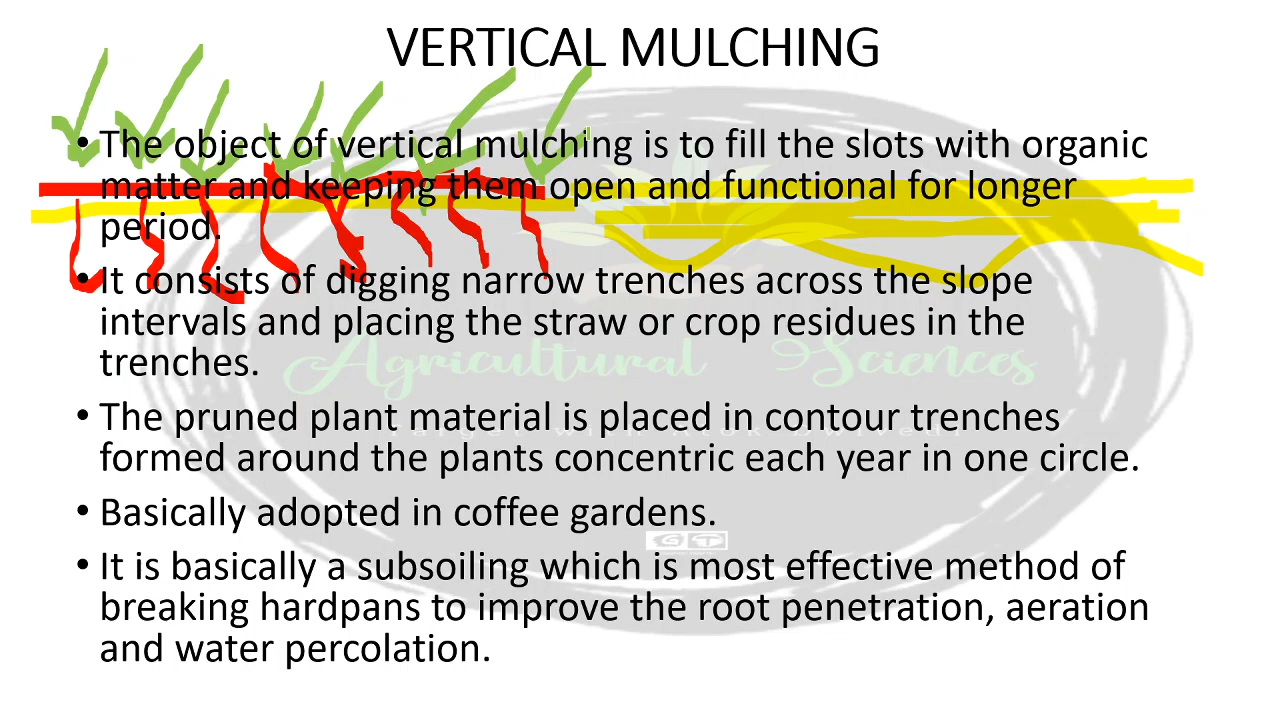 VERTICAL MULCHING
• The object of vertical mulching is to fill the slots with organic
matter and keeping them open and functional for longer
period.
• It consists of digging narrow trenches across the slope
intervals and placing the straw or crop residues in the
trenches.
Agricultural Sciences
• The pruned plant material is placed in contour trenches
formed around the plants concentric each year in one circle.
• Basically adopted in coffee gardens.
GT
• It is basically a subsoiling which is most effective method of
breaking hardpans to improve the root penetration, aeration
and water percolation.